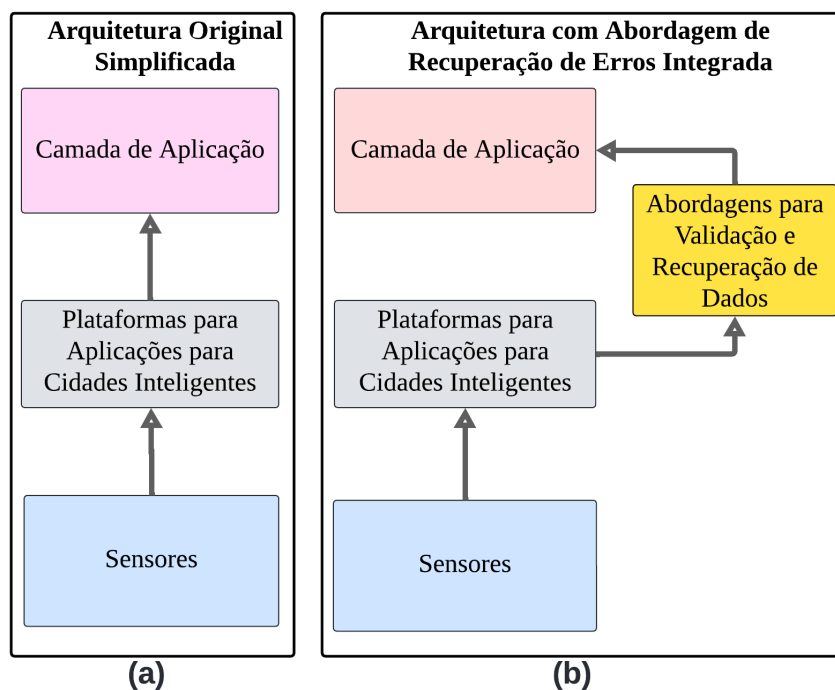 Arquitetura Original
Simplificada
Camada de Aplicação
Plataformas para
Aplicações para
Cidades Inteligentes
Sensores
(a)
Arquitetura com Abordagem de
Recuperação de Erros Integrada
Camada de Aplicação
Abordagens para
Validação e
Recuperação de
Dados
Plataformas para
Aplicações para
Cidades Inteligentes
Sensores
(b)